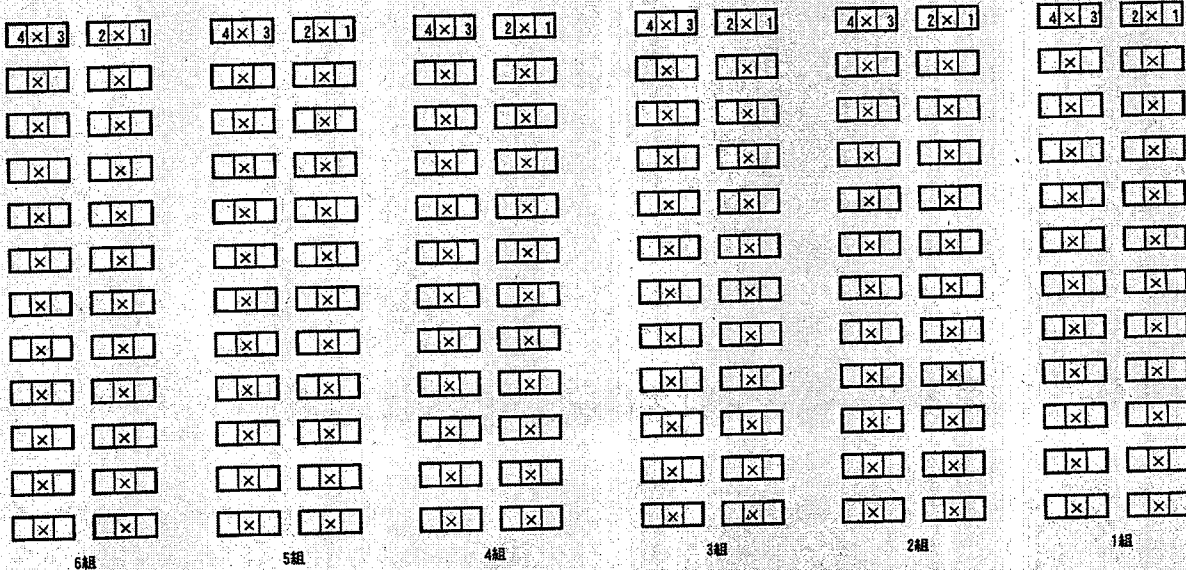 4 × 3 2 × 1 4 × 3 2 × 1 4 × 3 2 × 1 4 × 3 2 × 1 4 × 3 2 × 1 4 × 3 2 × 1
× × × × × × × × × × × ×
× × × × × × × × × × × ×
× × × × × × × × × × × ×
× × × × × × × × × × × ×
× × × × × × × × × × × ×
× × × × × × × × × × × ×
× × × × × × × × × × × ×
× × × × × × × × × × × ×
× × × × × × × × × × × ×
× × × × × × × × × × × ×
× × × × × × × × × × × ×
6組 5組 4組 3組 2組 1組